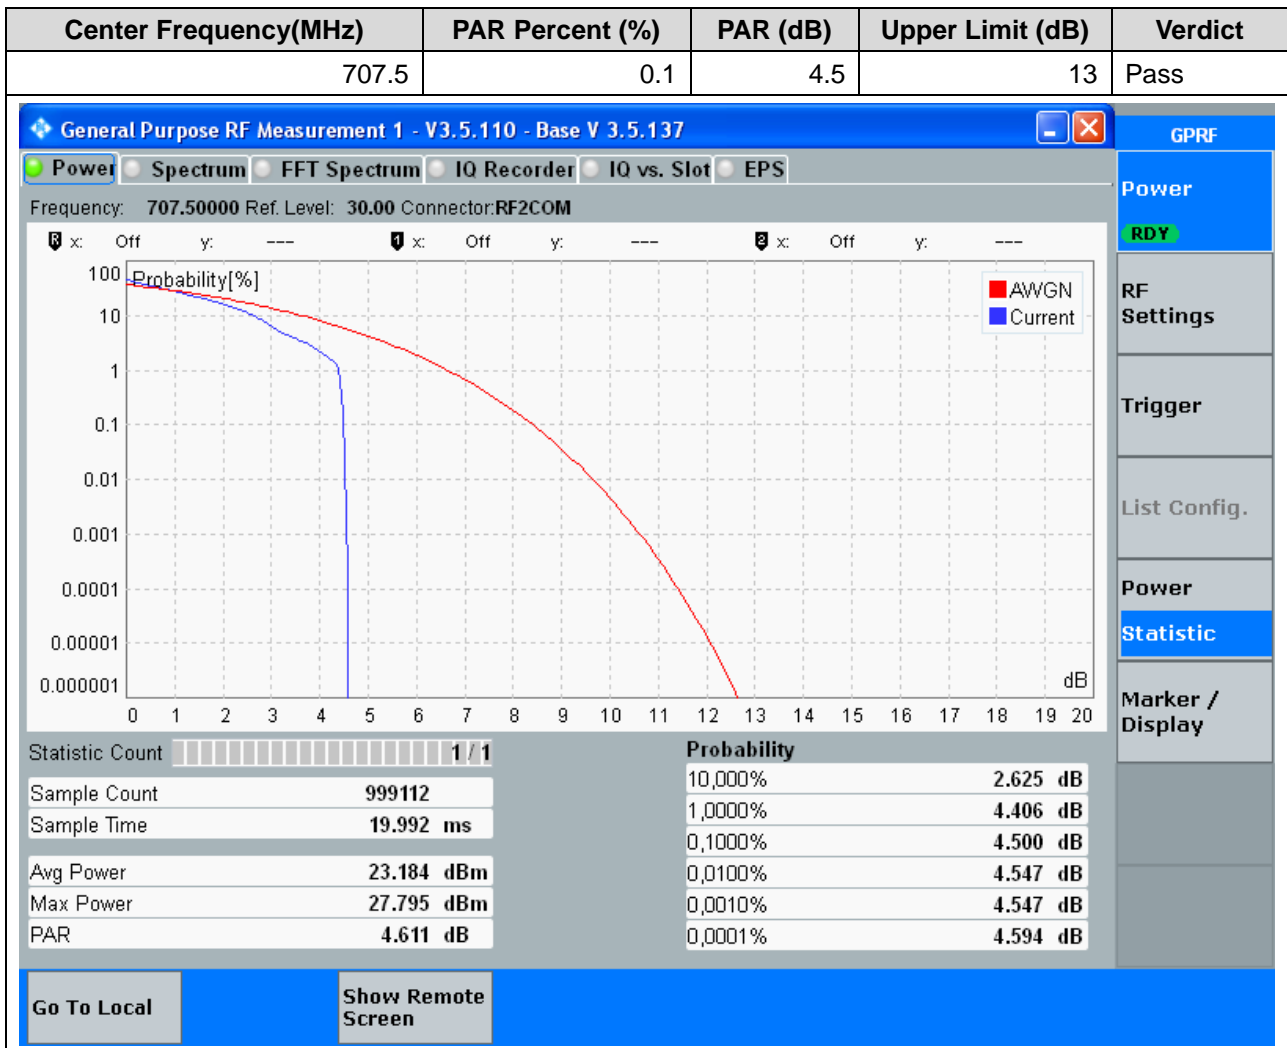 Center Frequency(MHz) PAR Percent (%) PAR (dB) Upper Limit (dB) Verdict
707.5 0.1 4.5 13 Pass
General Purpose RF Measurement 1 - V3.5.110 - Base V 3.5.137
GPRF
Power Spectrum FFT Spectrum IQ Recorder IQ vs. Slot EPS
Frequency: 707.50000 Ref. Level: 30.00 Connector:RF2COM
R x: Off y: --- 1 x: Off y: --- 2 x: Off y: ---
Probability[%]
AWGN
Current
100
10
1
0.1
0.01
0.001
0.0001
0.00001
0.000001
dB
0 1 2 3 4 5 6 7 8 9 10 11 12 13 14 15 16 17 18 19 20
Statistic Count 1 / 1
Sample Count 999112
Sample Time 19.992 ms
Avg Power 23.184 dBm
Max Power 27.795 dBm
PAR 4.611 dB
Probability
10,000% 2.625 dB
1,0000% 4.406 dB
0,1000% 4.500 dB
0,0100% 4.547 dB
0,0010% 4.547 dB
0,0001% 4.594 dB
Power
RDY
RF
Settings
Trigger
List Config.
Power
Statistic
Marker /
Display
Go To Local
Show Remote
Screen